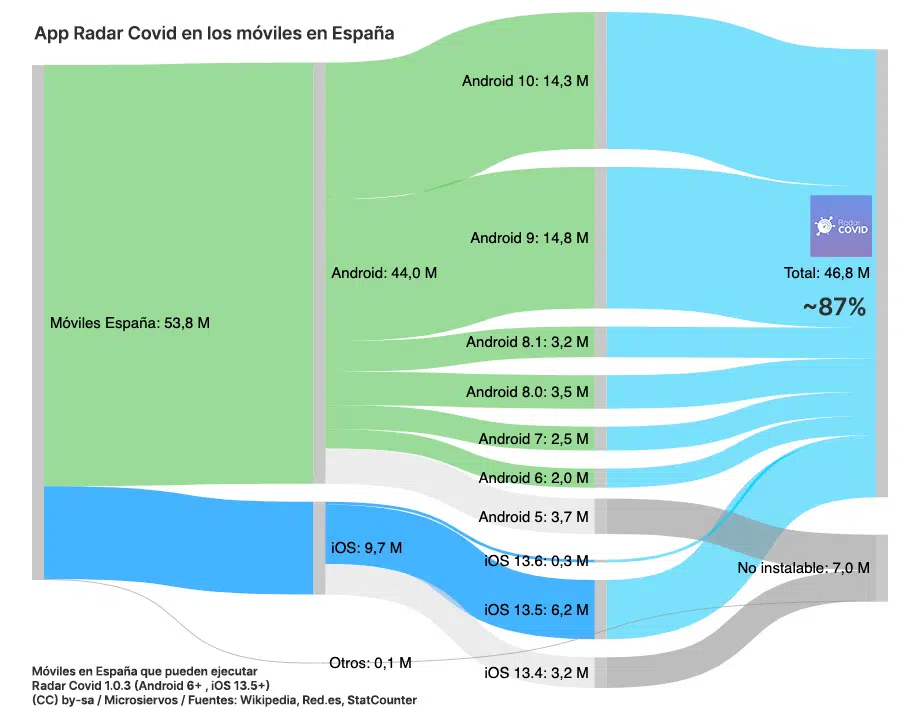 App Radar Covid en los móviles en España
Android 10: 14,3 M
Radar
COVID
Android 9: 14,8 M
Android: 44,0 M
Total: 46,8 M
~87%
Móviles España: 53,8 M
Android 8.1: 3,2 M
Android 8.0: 3,5 M
Android 7: 2,5 M
Android 6: 2,0 M
Android 5: 3,7 M
iOS: 9,7 M
iOS 13.6: 0,3 M
No instalable: 7,0 M
iOS 13.5: 6,2 M
Otros: 0,1 M
iOS 13.4: 3,2 M
Móviles en España que pueden ejecutar
Radar Covid 1.0.3 (Android 6+ , iOS 13.5+)
(CC) by-sa / Microsiervos / Fuentes: Wikipedia, Red.es, StatCounter